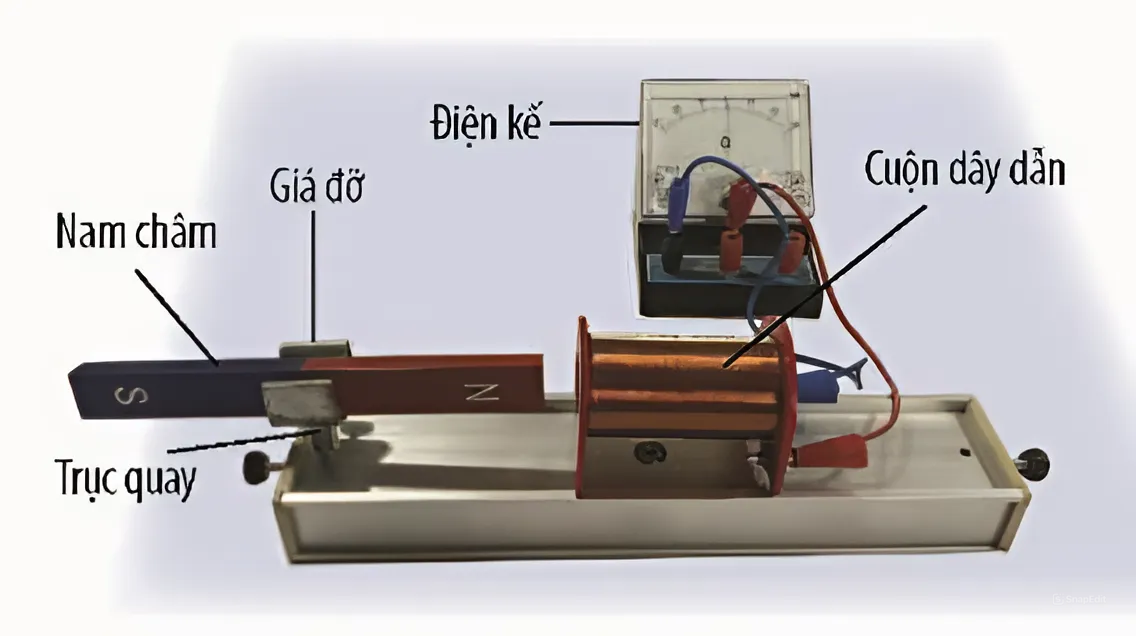 Điện kế
Cuộn dây dẫn
Giá đỡ
Nam châm
S
N
Trục quay